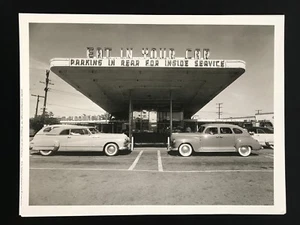 EAT IN YOUR CAR
PARKING IN REAR FOR INSIDE SERVICE